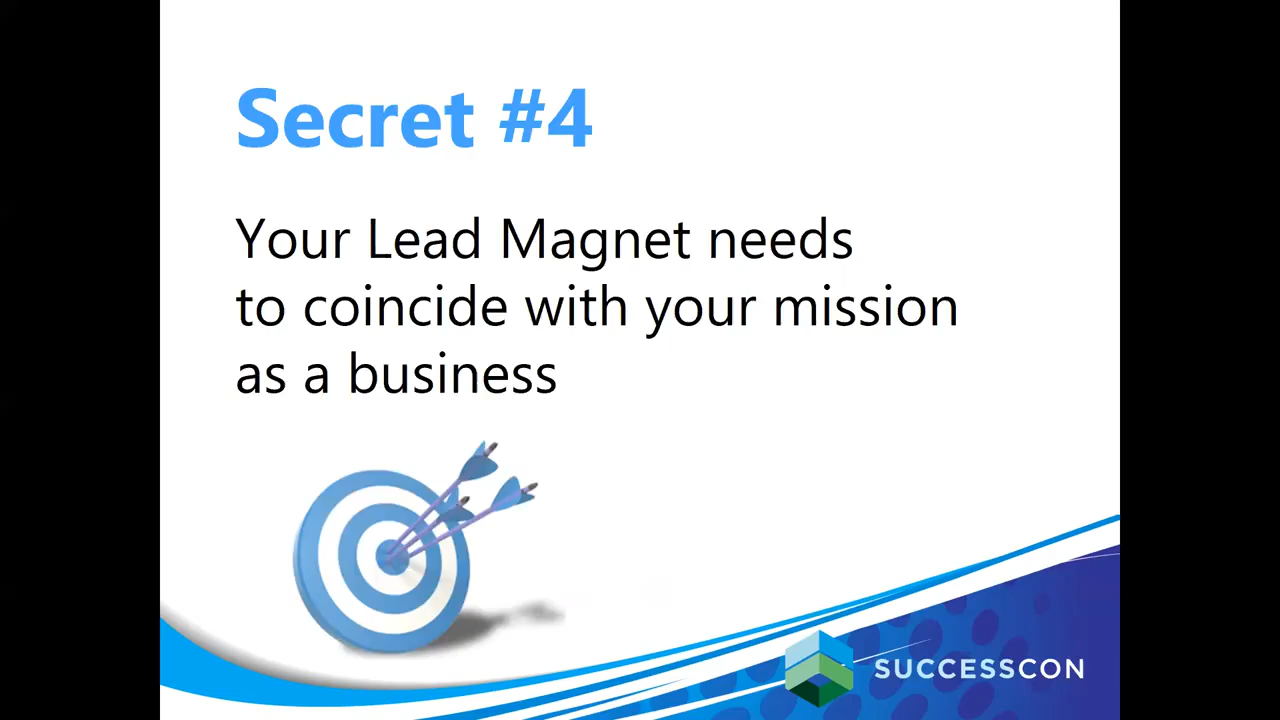 Secret #4
Your Lead Magnet needs
to coincide with your mission
as a business
SUCCESSCON